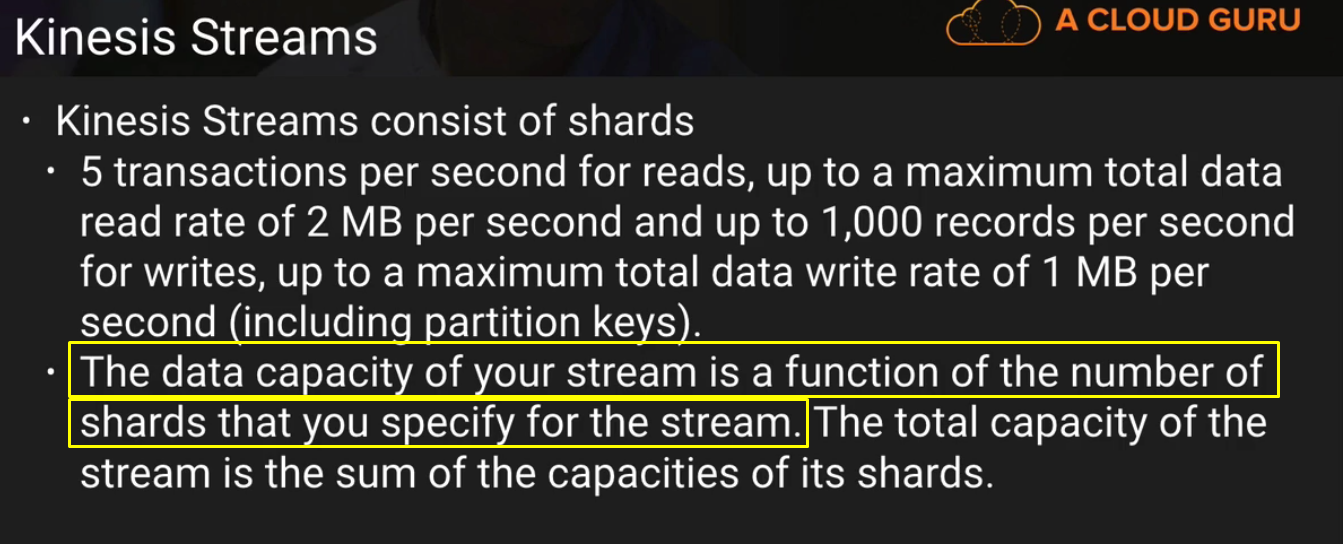 Kinesis Streams
A CLOUD GURU
• Kinesis Streams consist of shards
• 5 transactions per second for reads, up to a maximum total data
read rate of 2 MB per second and up to 1,000 records per second
for writes, up to a maximum total data write rate of 1 MB per
second (including partition keys).
• The data capacity of your stream is a function of the number of
shards that you specify for the stream. The total capacity of the
stream is the sum of the capacities of its shards.